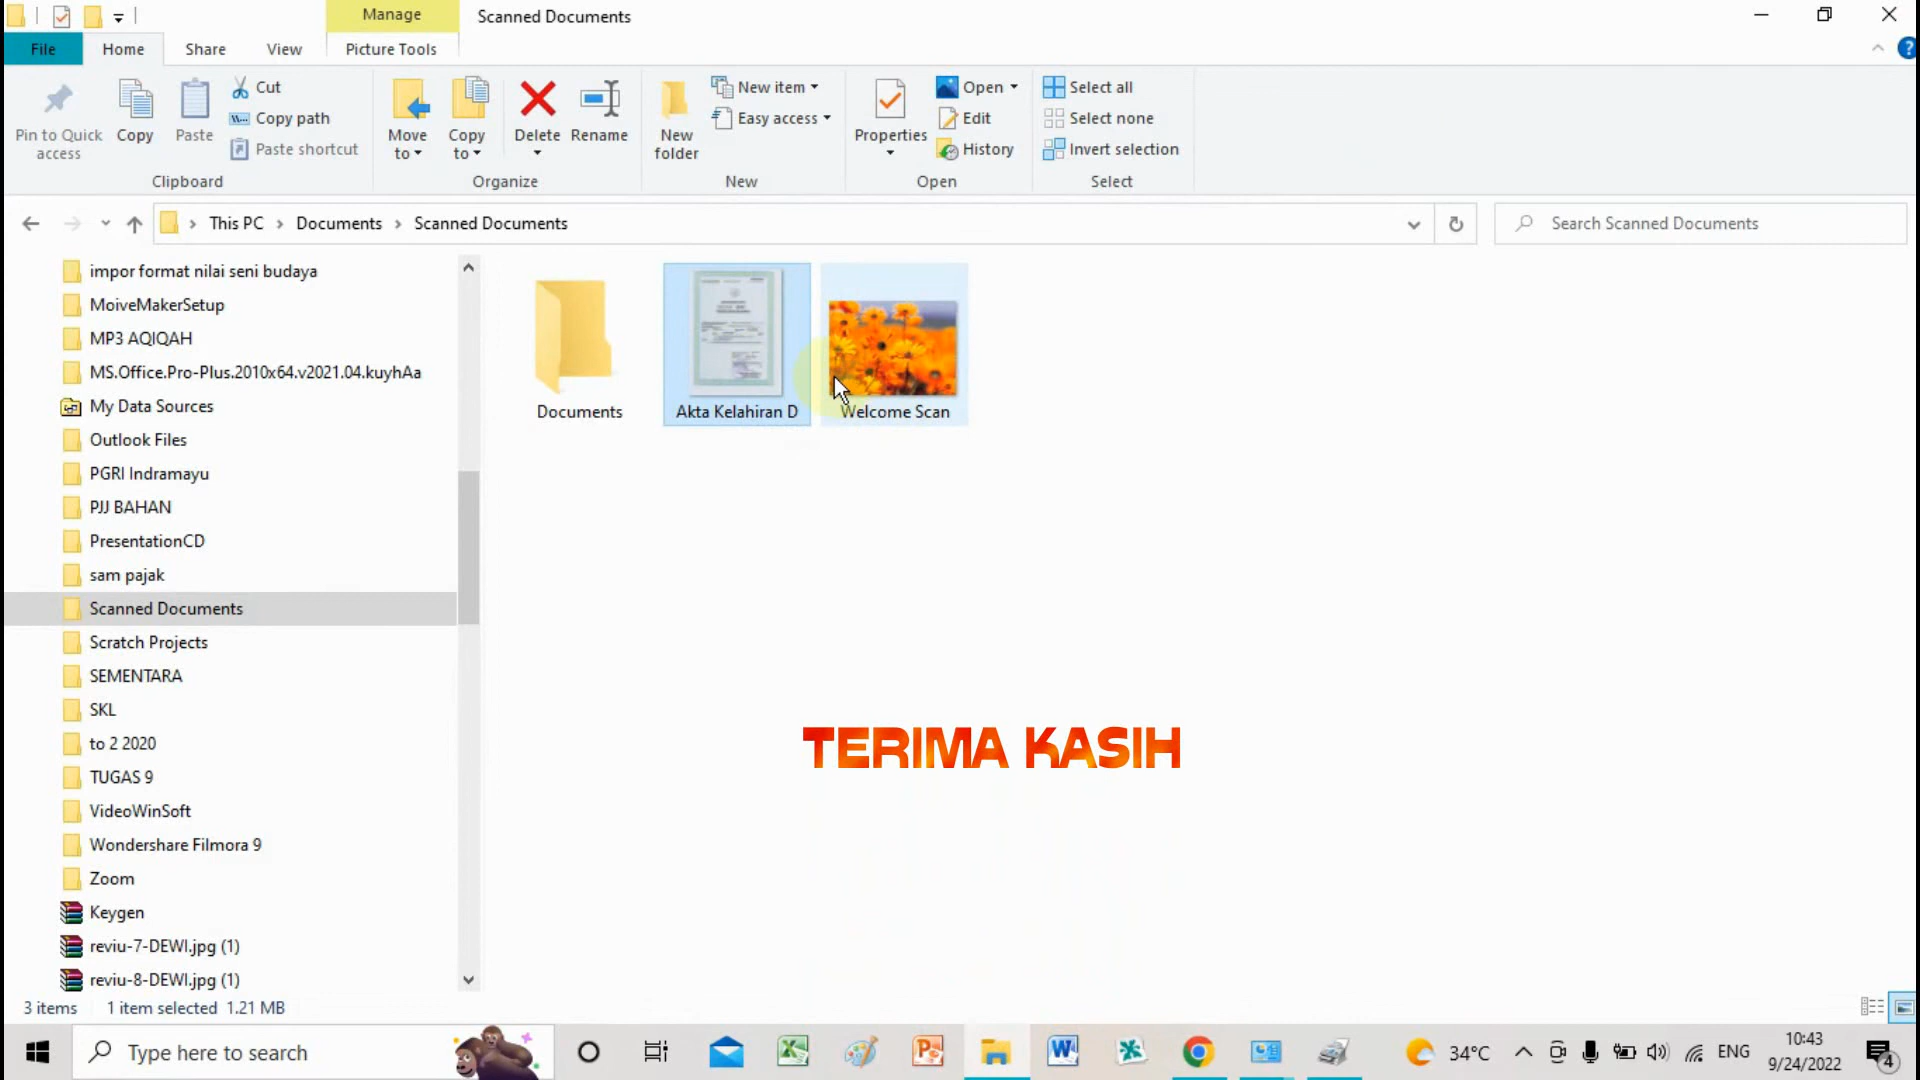 Manage
Scanned Documents
File
Home
Share
View
Picture Tools
Pin to Quick access
Copy
Paste
Cut
Copy path
Paste shortcut
Clipboard
Move to
Copy to
Delete
Rename
Organize
New folder
New item
Easy access
New
Properties
Open
Edit
History
Open
Select all
Select none
Invert selection
Select
This PC > Documents > Scanned Documents
Search Scanned Documents
impor format nilai seni budaya
MoiveMakerSetup
MP3 AQIQAH
MS.Office.Pro-Plus.2010x64.v2021.04.kuyhAa
My Data Sources
Outlook Files
PGRI Indramayu
PJJ BAHAN
PresentationCD
sam pajak
Scanned Documents
Scratch Projects
SEMENTARA
SKL
to 2 2020
TUGAS 9
VideoWinSoft
Wondershare Filmora 9
Zoom
Keygen
reviu-7-DEWI.jpg (1)
reviu-8-DEWI.jpg (1)
Documents
Akta Kelahiran D
Welcome Scan
TERIMA KASIH
3 items
1 item selected 1.21 MB
Type here to search
34°C
ENG
10:43
9/24/2022
4